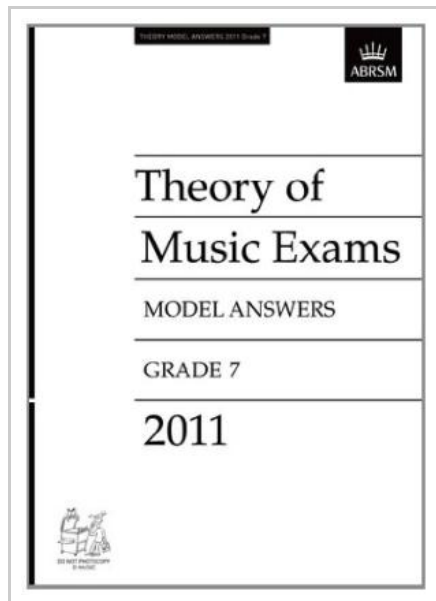 THEORY MODEL ANSWERS 2011 Grade 7
ABRSM
Theory of
Music Exams
MODEL ANSWERS
GRADE 7
2011
DO NOT PHOTOCOPY
© MUSIC